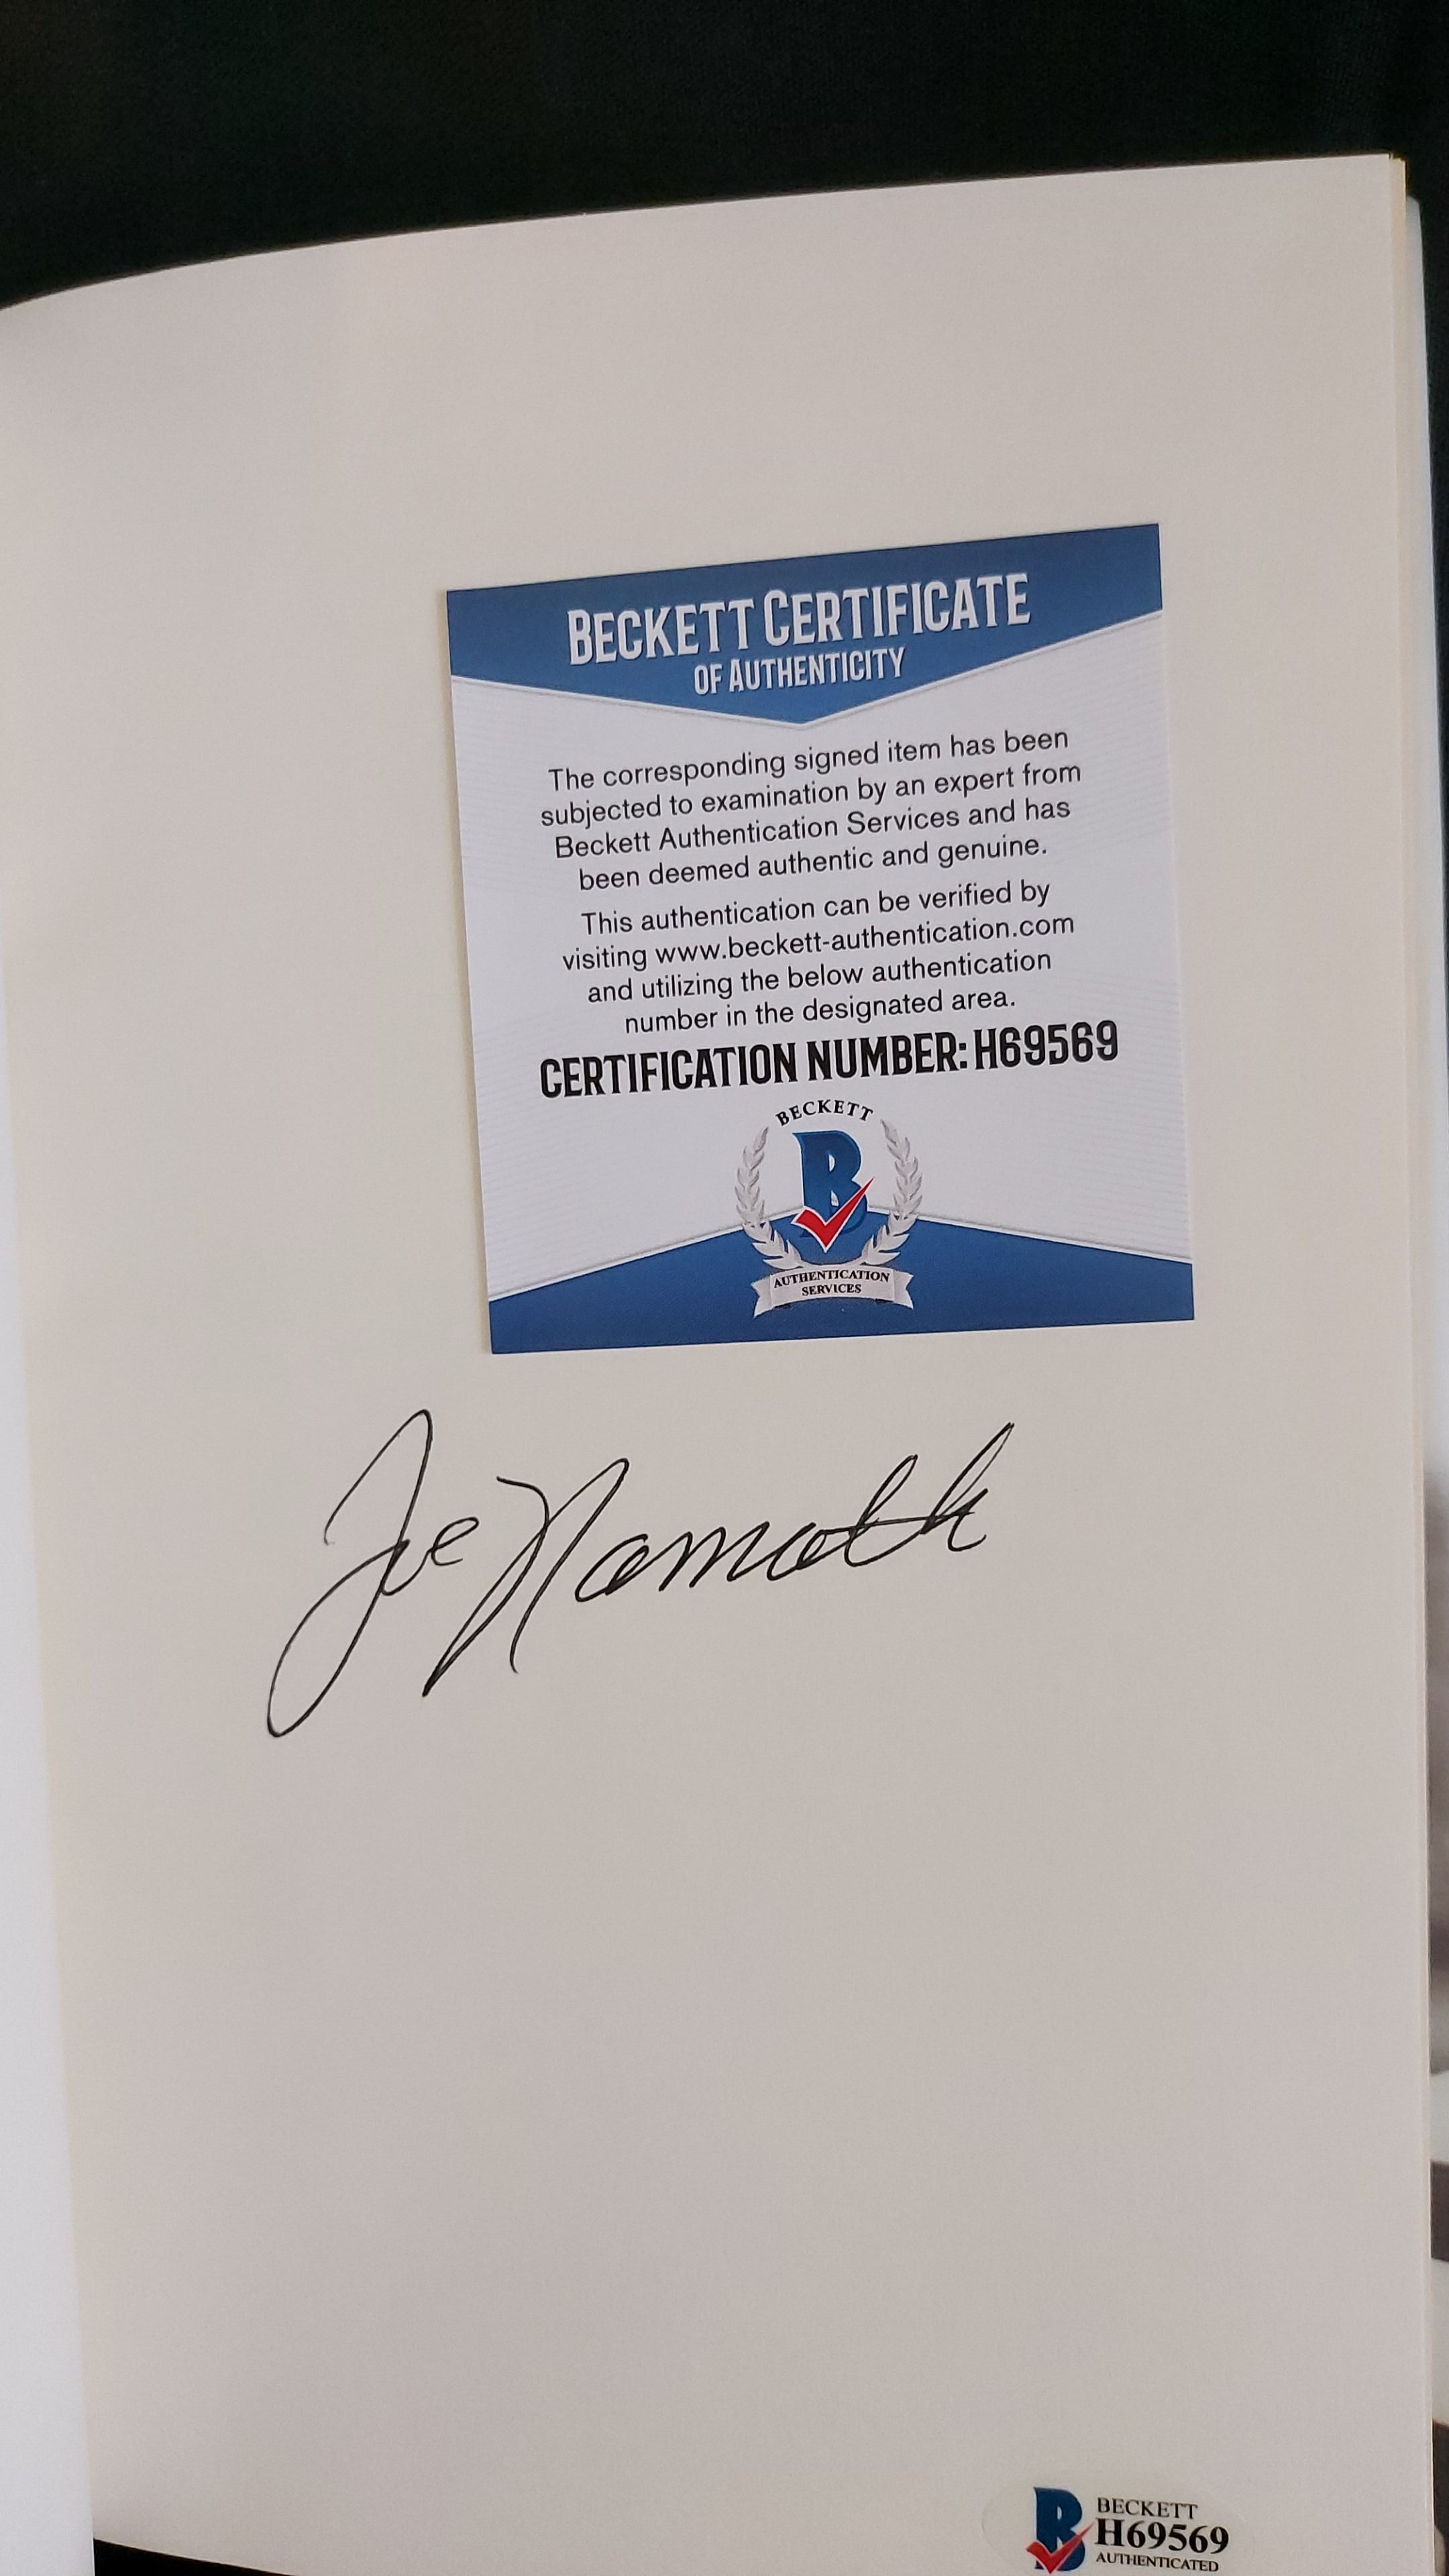 BECKETT CERTIFICATE
OF AUTHENTICITY
The corresponding signed item has been
subjected to examination by an expert from
Beckett Authentication Services and has
been deemed authentic and genuine.
This authentication can be verified by
visiting www.beckett-authentication.com
and utilizing the below authentication
number in the designated area.
CERTIFICATION NUMBER: H69569
BECKETT
B
AUTHENTICATION
SERVICES
Joe Namath
B
BECKETT
H69569
AUTHENTICATED